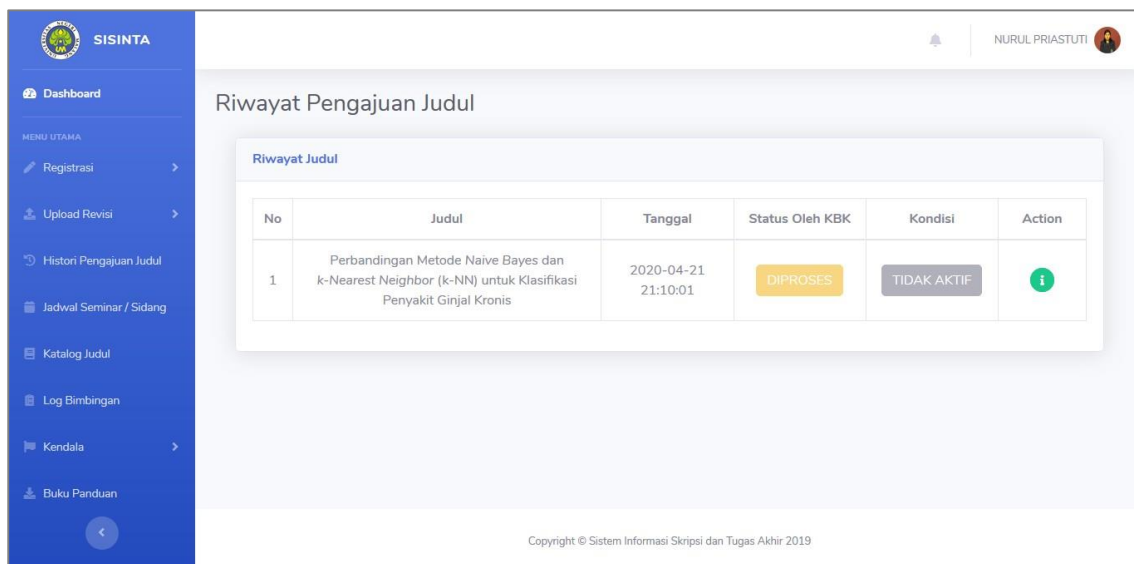 SISINTA
NURUL PRIASTUTI
Dashboard
MENU UTAMA
Registrasi
Upload Revisi
Histori Pengajuan Judul
Jadwal Seminar / Sidang
Katalog Judul
Log Bimbingan
Kendala
Buku Panduan
Riwayat Pengajuan Judul
Riwayat Judul
No Judul Tanggal Status Oleh KBK Kondisi Action
1
Perbandingan Metode Naive Bayes dan
k-Nearest Neighbor (k-NN) untuk Klasifikasi
Penyakit Ginjal Kronis
2020-04-21
21:10:01
DIPROSES
TIDAK AKTIF
Copyright © Sistem Informasi Skripsi dan Tugas Akhir 2019